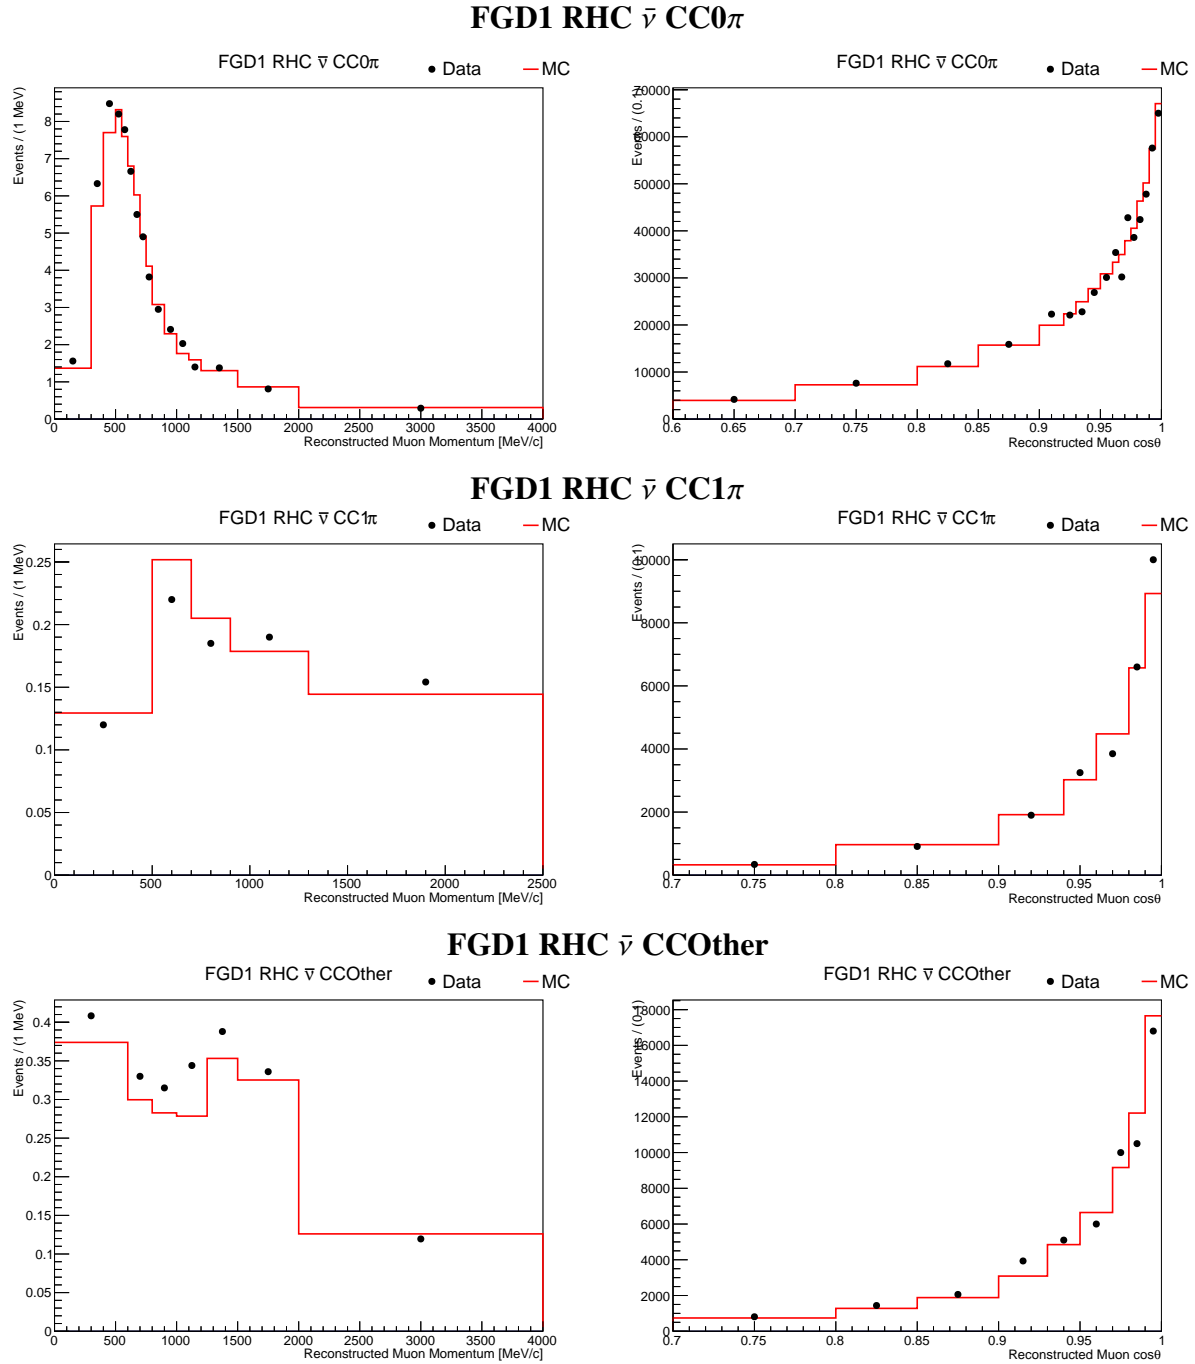 FGD1 RHC ν̄ CC0π
FGD1 RHC ν̄ CC0π
Data
MC
Events / (1 MeV)
8
7
6
5
4
3
2
1
0
0 500 1000 1500 2000 2500 3000 3500 4000
Reconstructed Muon Momentum [MeV/c]
FGD1 RHC ν̄ CC0π
Data
MC
Events / (0.1)
70000
60000
50000
40000
30000
20000
10000
0
0.6 0.65 0.7 0.75 0.8 0.85 0.9 0.95 1
Reconstructed Muon cosθ
FGD1 RHC ν̄ CC1π
FGD1 RHC ν̄ CC1π
Data
MC
Events / (1 MeV)
0.25
0.2
0.15
0.1
0.05
0
0 500 1000 1500 2000 2500
Reconstructed Muon Momentum [MeV/c]
FGD1 RHC ν̄ CC1π
Data
MC
Events / (0.1)
10000
8000
6000
4000
2000
0
0.7 0.75 0.8 0.85 0.9 0.95 1
Reconstructed Muon cosθ
FGD1 RHC ν̄ CCOther
FGD1 RHC ν̄ CCOther
Data
MC
Events / (1 MeV)
0.4
0.35
0.3
0.25
0.2
0.15
0.1
0.05
0
0 500 1000 1500 2000 2500 3000 3500 4000
Reconstructed Muon Momentum [MeV/c]
FGD1 RHC ν̄ CCOther
Data
MC
Events / (0.1)
18000
16000
14000
12000
10000
8000
6000
4000
2000
0
0.7 0.75 0.8 0.85 0.9 0.95 1
Reconstructed Muon cosθ